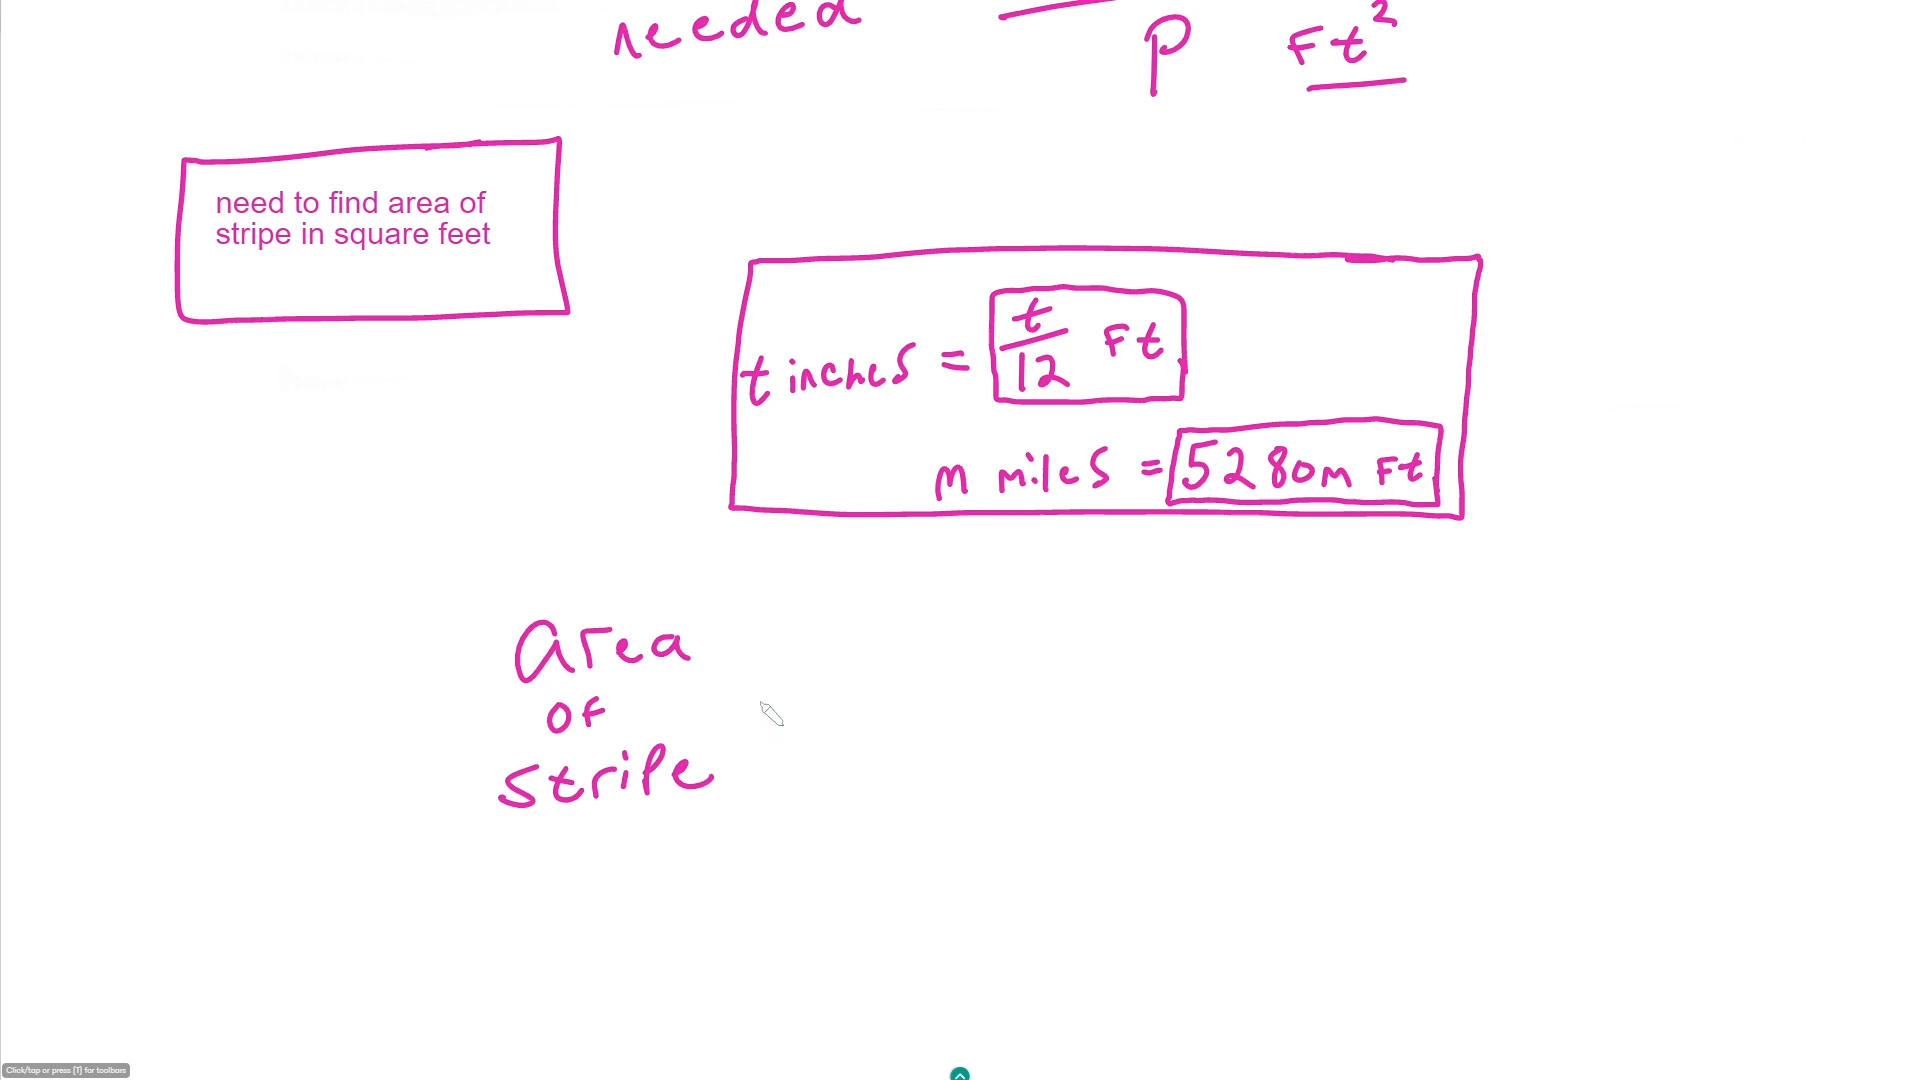 needed
p Ft²
need to find area of
stripe in square feet
t inches = t/12 Ft
m miles = 5280m Ft
area
of
stripe
Click/tap or press [T] for toolbars